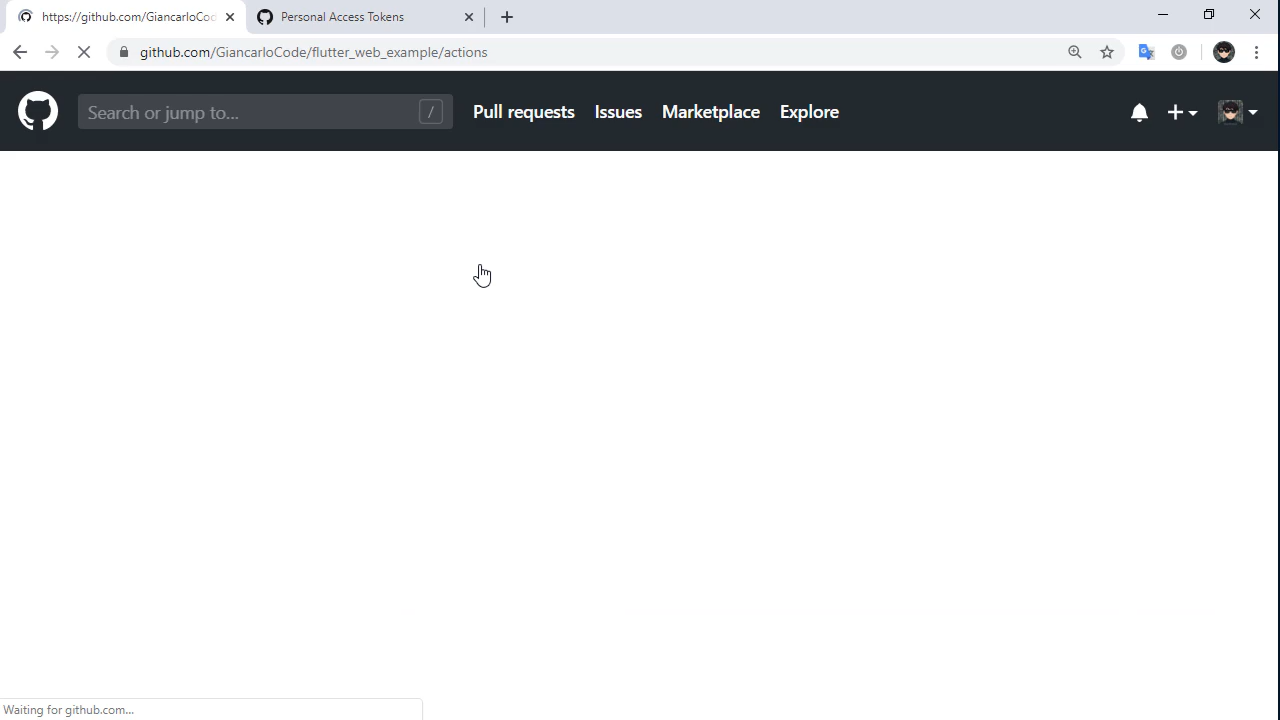 https://github.com/GiancarloCoc
Personal Access Tokens
github.com/GiancarloCode/flutter_web_example/actions
Search or jump to...
/
Pull requests
Issues
Marketplace
Explore
Waiting for github.com...